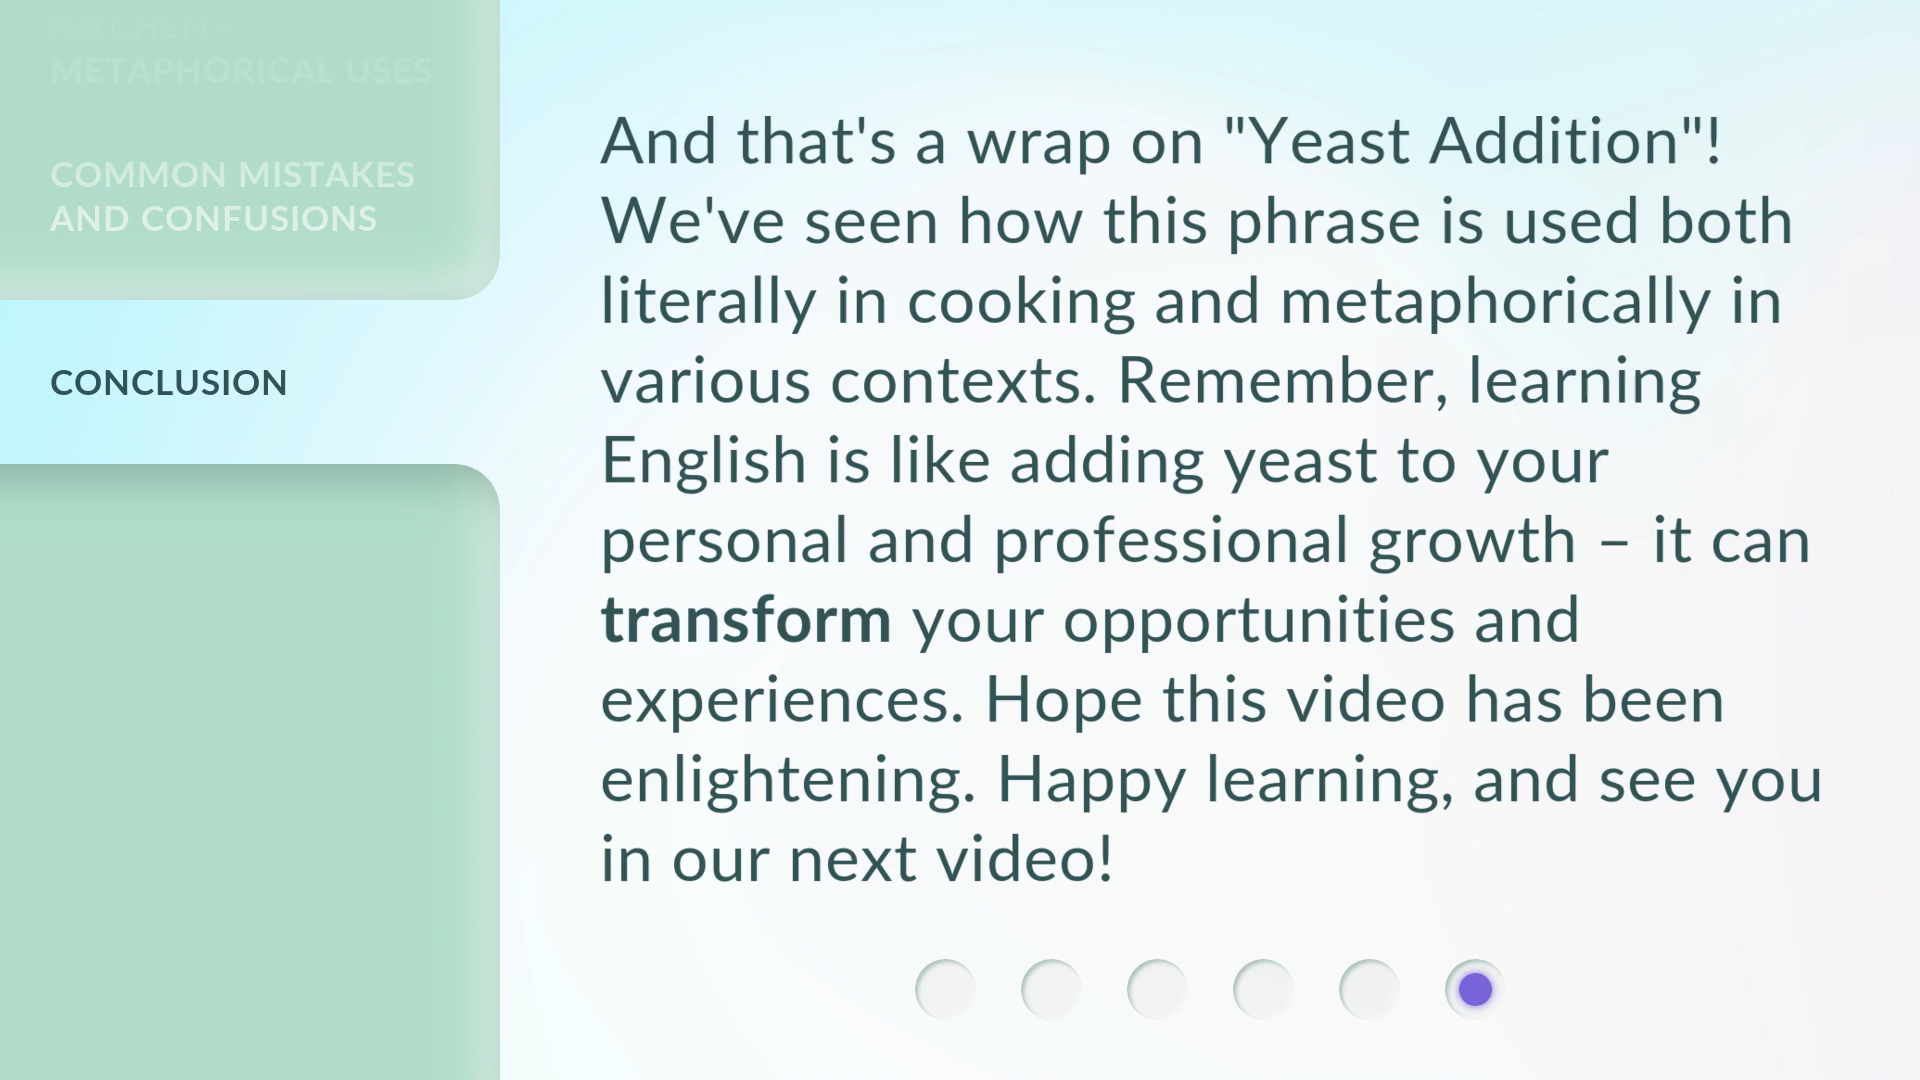 KITCHEN -
METAPHORICAL USES
COMMON MISTAKES
AND CONFUSIONS
CONCLUSION
And that's a wrap on "Yeast Addition"!
We've seen how this phrase is used both
literally in cooking and metaphorically in
various contexts. Remember, learning
English is like adding yeast to your
personal and professional growth – it can
transform your opportunities and
experiences. Hope this video has been
enlightening. Happy learning, and see you
in our next video!